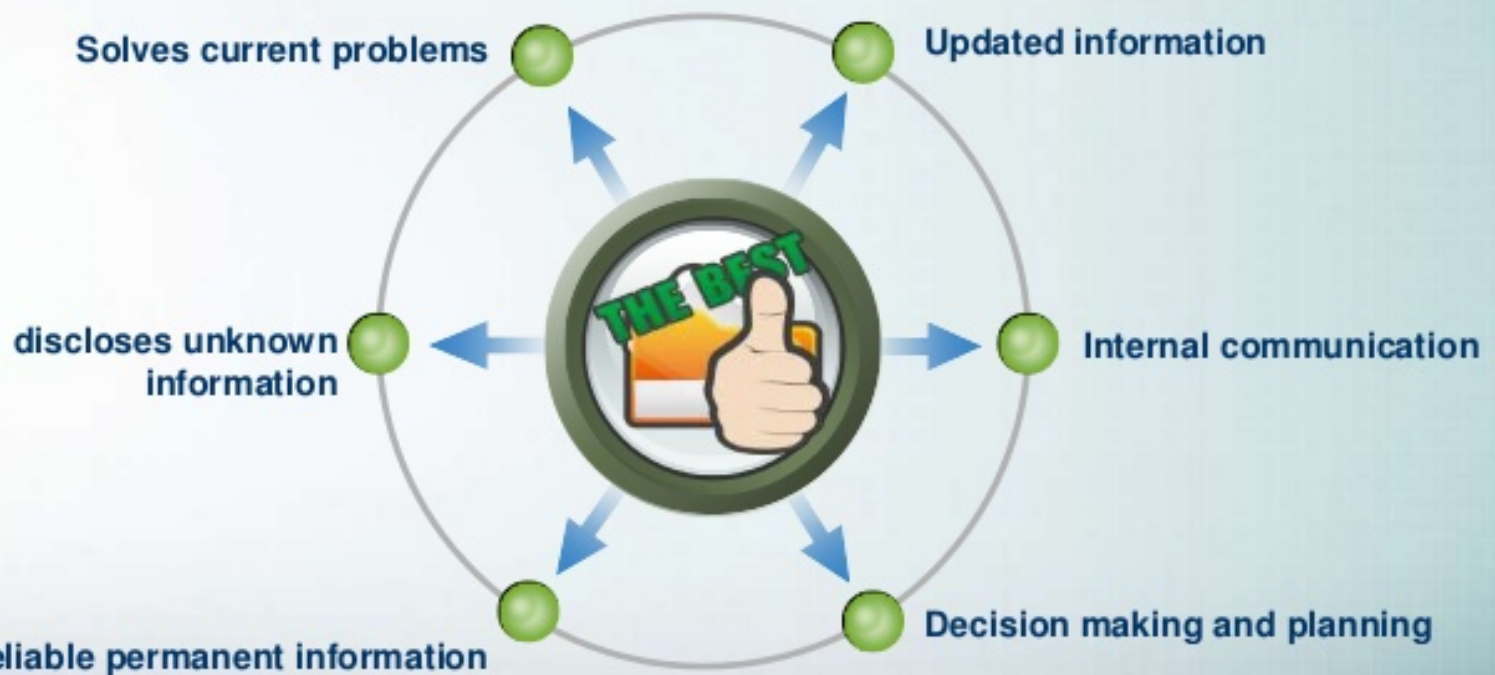 Solves current problems
Updated information
THE BEST
discloses unknown
information
Internal communication
eliable permanent information
Decision making and planning